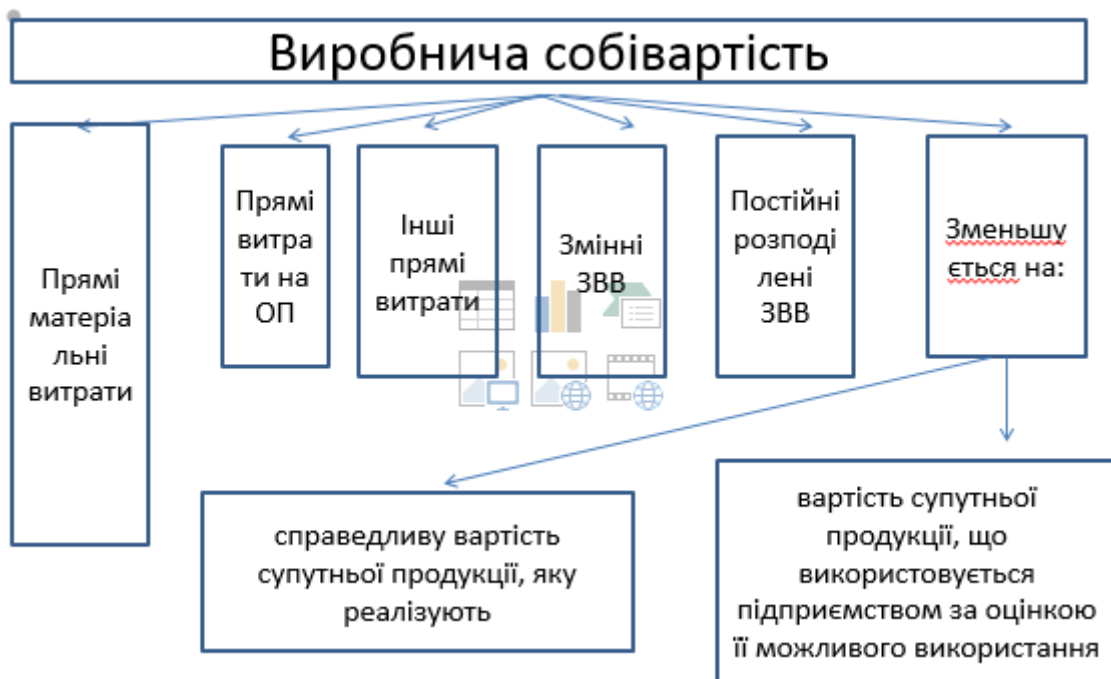 Виробнича собівартість
Прямі
матеріа
льні
витрати
Прямі
витра
ти на
ОП
Інші
прямі
витрати
Змінні
ЗВВ
Постійні
розподі
лені
ЗВВ
Зменьшу
ється на:
справедливу вартість
супутньої продукції, яку
реалізують
вартість супутньої
продукції, що
використовується
підприємством за оцінкою
її можливого використання